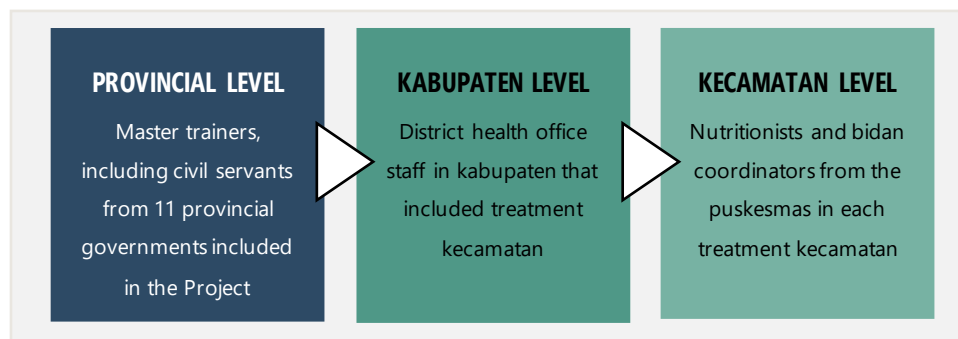 PROVINCIAL LEVEL
Master trainers,
including civil servants
from 11 provincial
governments included
in the Project
KABUPATEN LEVEL
District health office
staff in kabupaten that
included treatment
kecamatan
KECAMATAN LEVEL
Nutritionists and bidan
coordinators from the
puskesmas in each
treatment kecamatan